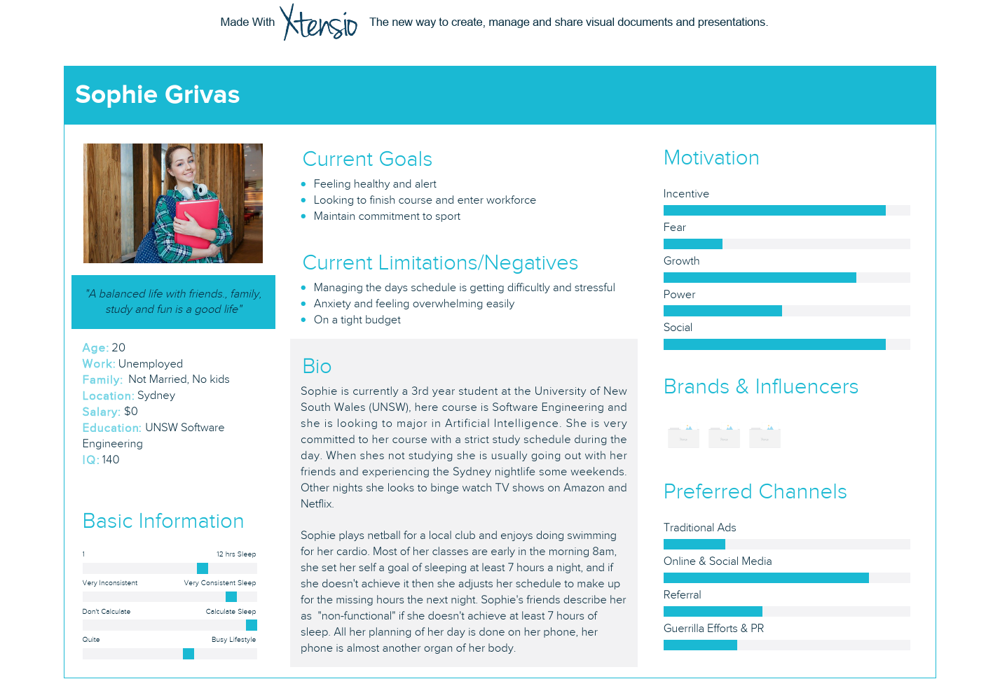 Made With Xtensio The new way to create, manage and share visual documents and presentations.
Sophie Grivas
"A balanced life with friends., family,
study and fun is a good life"
Age: 20
Work: Unemployed
Family: Not Married, No kids
Location: Sydney
Salary: $0
Education: UNSW Software
Engineering
IQ: 140
Basic Information
1 12 hrs Sleep
Very Inconsistent Very Consistent Sleep
Don't Calculate Calculate Sleep
Quite Busy Lifestyle
Current Goals
Feeling healthy and alert
Looking to finish course and enter workforce
Maintain commitment to sport
Current Limitations/Negatives
Managing the days schedule is getting difficultly and stressful
Anxiety and feeling overwhelming easily
On a tight budget
Bio
Sophie is currently a 3rd year student at the University of New
South Wales (UNSW), here course is Software Engineering and
she is looking to major in Artificial Intelligence. She is very
committed to her course with a strict study schedule during the
day. When shes not studying she is usually going out with her
friends and experiencing the Sydney nightlife some weekends.
Other nights she looks to binge watch TV shows on Amazon and
Netflix.
Sophie plays netball for a local club and enjoys doing swimming
for her cardio. Most of her classes are early in the morning 8am,
she set her self a goal of sleeping at least 7 hours a night, and if
she doesn't achieve it then she adjusts her schedule to make up
for the missing hours the next night. Sophie's friends describe her
as "non-functional" if she doesn't achieve at least 7 hours of
sleep. All her planning of her day is done on her phone, her
phone is almost another organ of her body.
Motivation
Incentive
Fear
Growth
Power
Social
Brands & Influencers
Preferred Channels
Traditional Ads
Online & Social Media
Referral
Guerrilla Efforts & PR